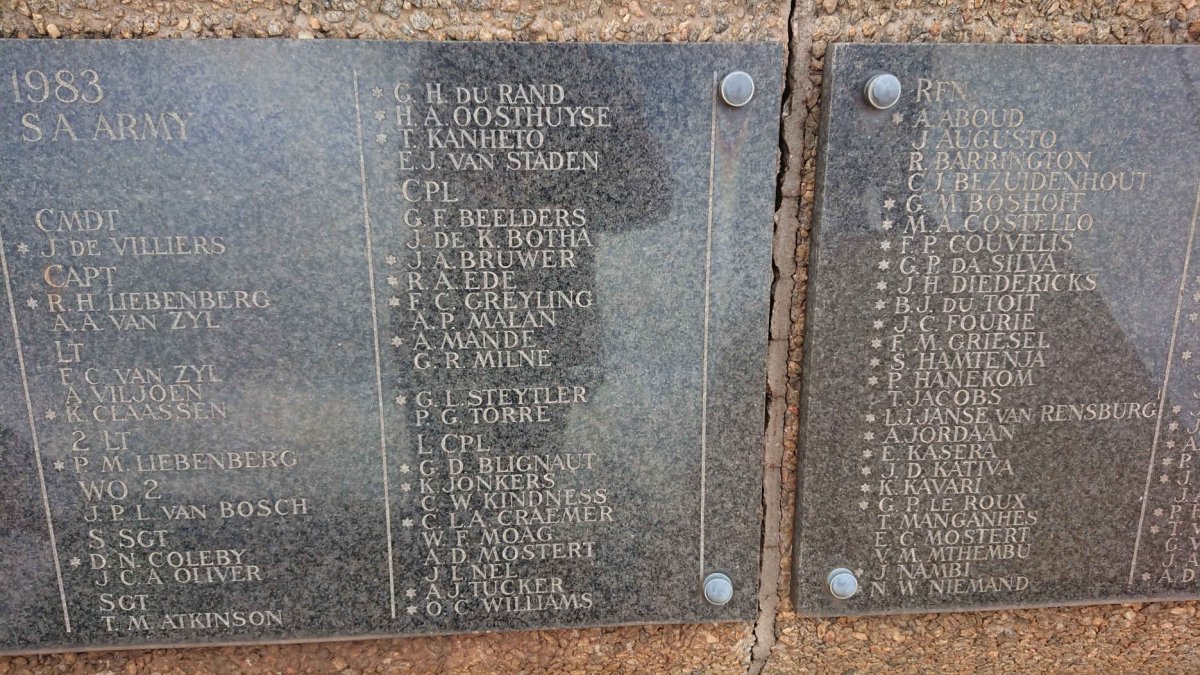 1983
S A ARMY
CMDT
* J. DE VILLIERS
CAPT
* R. H. LIEBENBERG
A. A. VAN ZYL
LT
F. C. VAN ZYL
A. VILJOEN
* K. CLAASSEN
2 LT
* P. M. LIEBENBERG
WO 2
J. P. L. VAN BOSCH
S SGT
* D. N. COLEBY
J. C. A. OLIVER
SGT
T. M. ATKINSON
* G. H. DU RAND
* H. A. OOSTHUYSE
* T. KANHETO
E. J. VAN STADEN
CPL
G. F. BEELDERS
J. DE K. BOTHA
* J. A. BRUWER
* R. A. EDE
* F. C. GREYLING
A. P. MALAN
* A. MANDE
G. R. MILNE
* G. L. STEYTLER
P. G. TORRE
L CPL
* G. D. BLIGNAUT
* K. JONKERS
C. W. KINDNESS
* C. L. A. CRAEMER
W. F. MOAG
A. D. MOSTERT
J. L. NEL
* A. J. TUCKER
* O. C. WILLIAMS
RFN
* A. ABOUD
J. AUGUSTO
R. BARRINGTON
C. J. BEZUIDENHOUT
* G. M. BOSHOFF
* M. A. COSTELLO
* F. P. COUVELIS
* G. P. DA SILVA
* J. H. DIEDERICKS
* B. J. DU TOIT
* J. C. FOURIE
* F. M. GRIESEL
* S. HAMTENJA
* P. HANEKOM
T. JACOBS
* L. J. JANSE VAN RENSBURG
* A. JORDAAN
* E. KASERA
* J. D. KATIVA
* K. KAVARI
* G. P. LE ROUX
T. MANGANHES
E. C. MOSTERT
V. M. MTHEMBU
* J. NAMBI
N. W. NIEMAND